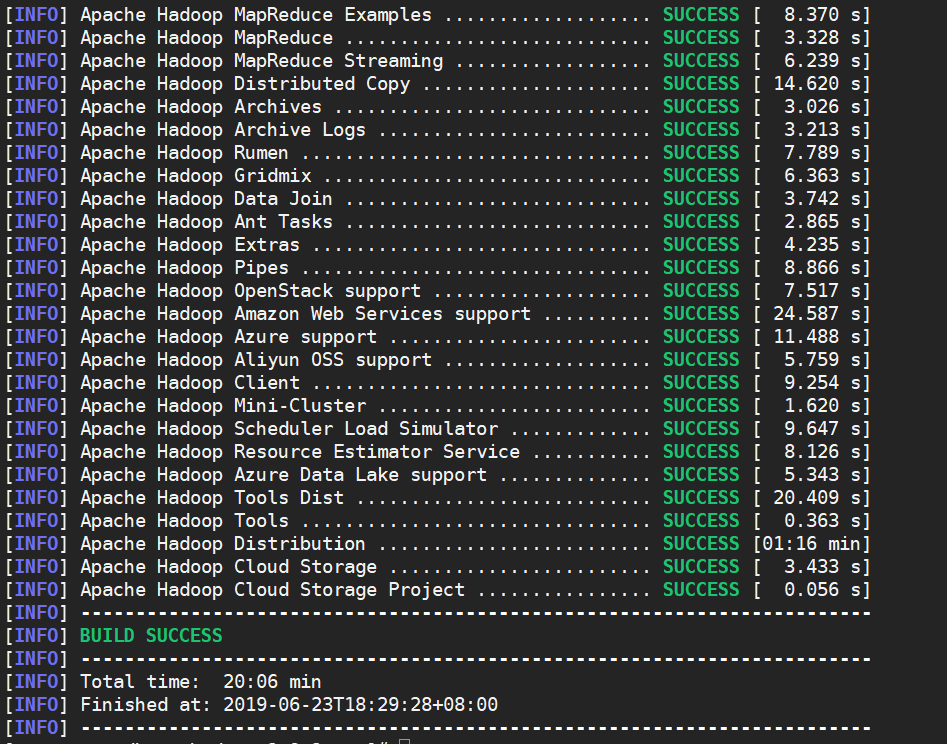 [INFO] Apache Hadoop MapReduce Examples ................... SUCCESS [  8.370 s]
[INFO] Apache Hadoop MapReduce ............................ SUCCESS [  3.328 s]
[INFO] Apache Hadoop MapReduce Streaming .................. SUCCESS [  6.239 s]
[INFO] Apache Hadoop Distributed Copy ..................... SUCCESS [ 14.620 s]
[INFO] Apache Hadoop Archives ............................. SUCCESS [  3.026 s]
[INFO] Apache Hadoop Archive Logs ......................... SUCCESS [  3.213 s]
[INFO] Apache Hadoop Rumen ................................ SUCCESS [  7.789 s]
[INFO] Apache Hadoop Gridmix .............................. SUCCESS [  6.363 s]
[INFO] Apache Hadoop Data Join ............................ SUCCESS [  3.742 s]
[INFO] Apache Hadoop Ant Tasks ............................ SUCCESS [  2.865 s]
[INFO] Apache Hadoop Extras ............................... SUCCESS [  4.235 s]
[INFO] Apache Hadoop Pipes ................................ SUCCESS [  8.866 s]
[INFO] Apache Hadoop OpenStack support .................... SUCCESS [  7.517 s]
[INFO] Apache Hadoop Amazon Web Services support .......... SUCCESS [ 24.587 s]
[INFO] Apache Hadoop Azure support ........................ SUCCESS [ 11.488 s]
[INFO] Apache Hadoop Aliyun OSS support ................... SUCCESS [  5.759 s]
[INFO] Apache Hadoop Client ............................... SUCCESS [  9.254 s]
[INFO] Apache Hadoop Mini-Cluster ......................... SUCCESS [  1.620 s]
[INFO] Apache Hadoop Scheduler Load Simulator ............. SUCCESS [  9.647 s]
[INFO] Apache Hadoop Resource Estimator Service ........... SUCCESS [  8.126 s]
[INFO] Apache Hadoop Azure Data Lake support .............. SUCCESS [  5.343 s]
[INFO] Apache Hadoop Tools Dist ........................... SUCCESS [ 20.409 s]
[INFO] Apache Hadoop Tools ................................ SUCCESS [  0.363 s]
[INFO] Apache Hadoop Distribution ......................... SUCCESS [01:16 min]
[INFO] Apache Hadoop Cloud Storage ........................ SUCCESS [  3.433 s]
[INFO] Apache Hadoop Cloud Storage Project ................ SUCCESS [  0.056 s]
[INFO] ------------------------------------------------------------------------
[INFO] BUILD SUCCESS
[INFO] ------------------------------------------------------------------------
[INFO] Total time:  20:06 min
[INFO] Finished at: 2019-06-23T18:29:28+08:00
[INFO] ------------------------------------------------------------------------